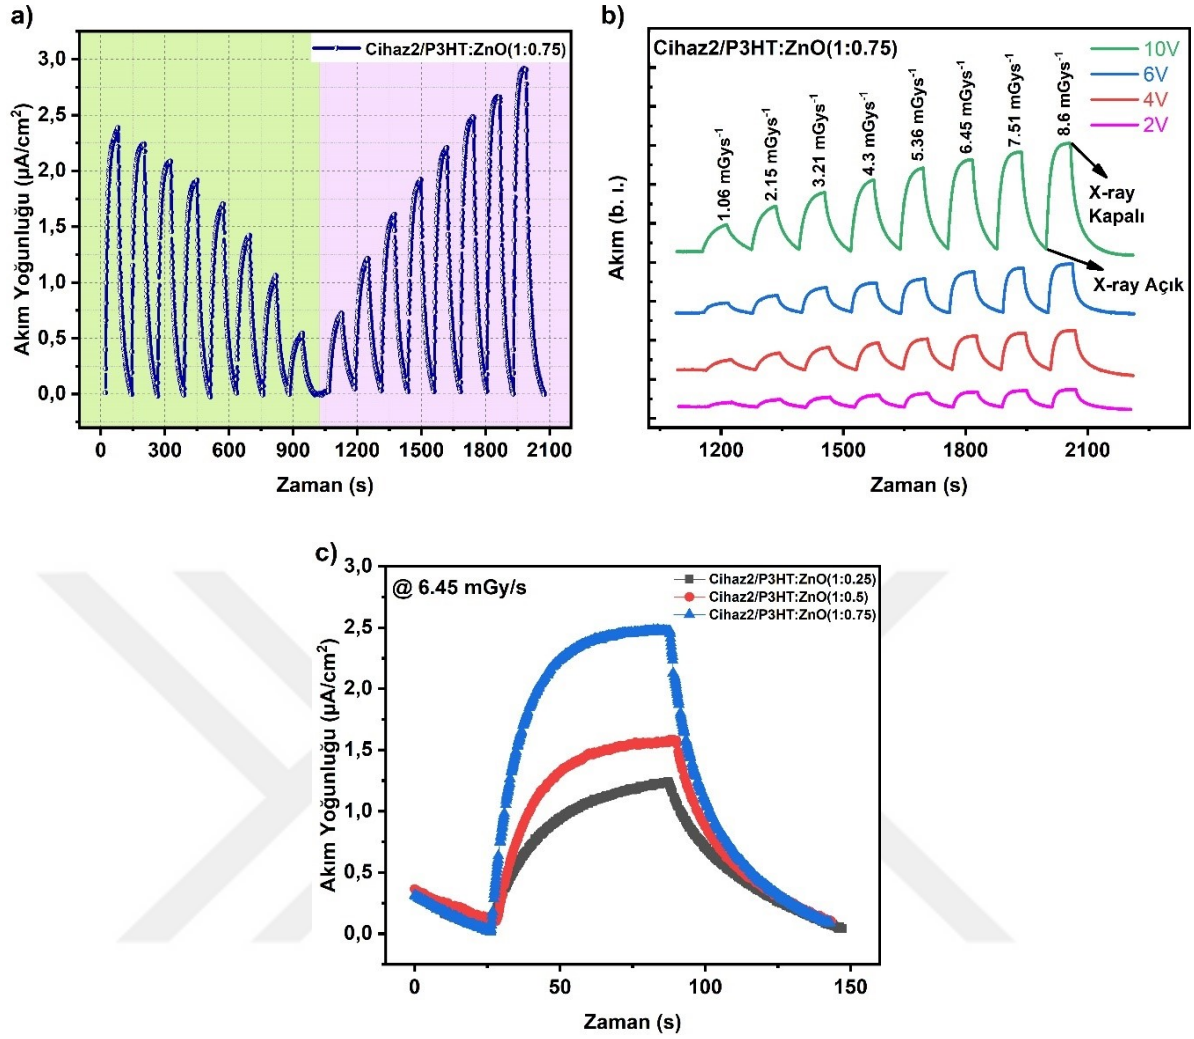 a)
Cihaz2/P3HT:ZnO(1:0.75)
3,0
2,5
2,0
1,5
1,0
0,5
0,0
Akım Yoğunluğu (µA/cm²)
0 300 600 900 1200 1500 1800 2100
Zaman (s)
b)
Cihaz2/P3HT:ZnO(1:0.75)
10V
6V
4V
2V
1.06 mGys⁻¹
2.15 mGys⁻¹
3.21 mGys⁻¹
4.3 mGys⁻¹
5.36 mGys⁻¹
6.45 mGys⁻¹
7.51 mGys⁻¹
8.6 mGys⁻¹
X-ray
Kapalı
X-ray Açık
Akım (b. ı.)
1200 1500 1800 2100
Zaman (s)
c)
@ 6.45 mGy/s
Cihaz2/P3HT:ZnO(1:0.25)
Cihaz2/P3HT:ZnO(1:0.5)
Cihaz2/P3HT:ZnO(1:0.75)
3,0
2,5
2,0
1,5
1,0
0,5
0,0
Akım Yoğunluğu (µA/cm²)
0 50 100 150
Zaman (s)